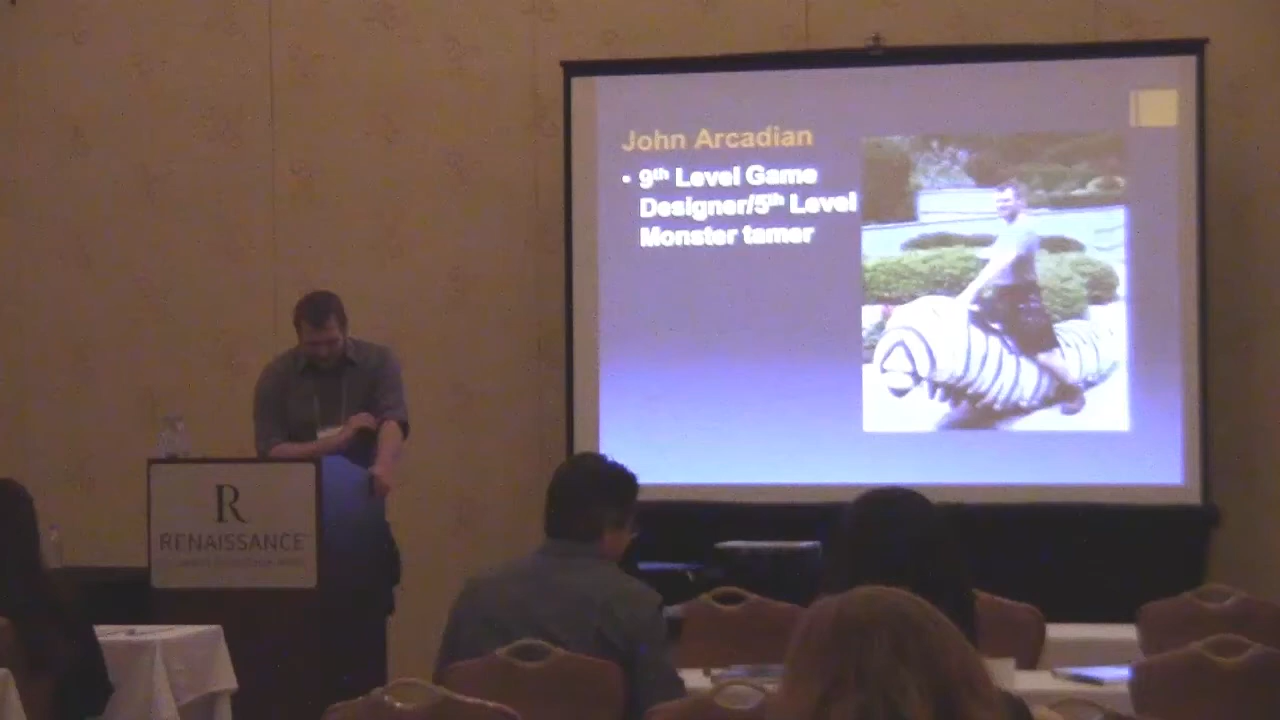 John Arcadian
• 9th Level Game
Designer/5th Level
Monster tamer
R
RENAISSANCE